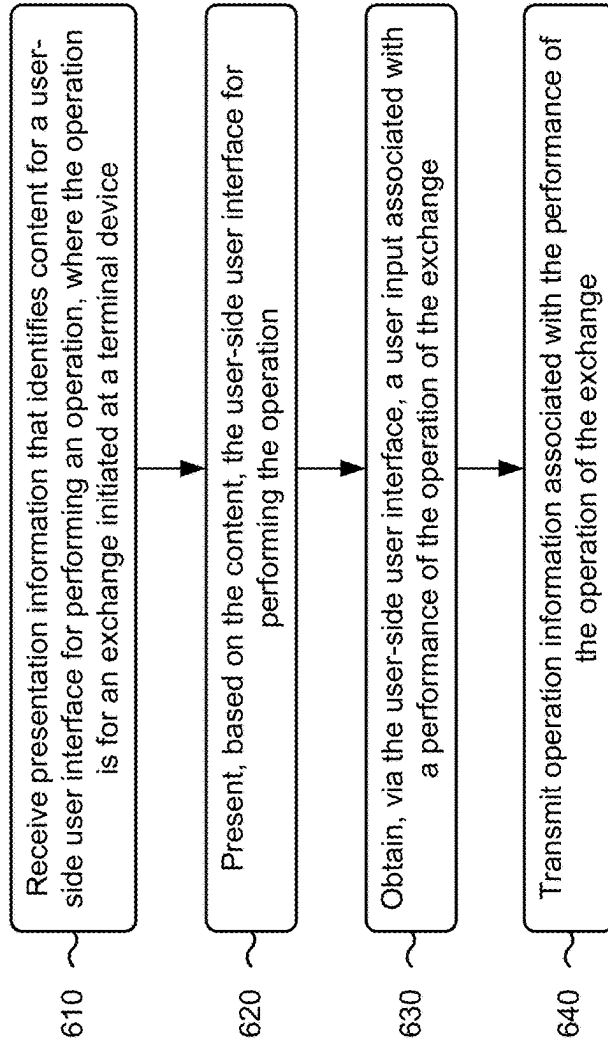 610
Receive presentation information that identifies content for a user-
side user interface for performing an operation, where the operation
is for an exchange initiated at a terminal device
620
Present, based on the content, the user-side user interface for
performing the operation
630
Obtain, via the user-side user interface, a user input associated with
a performance of the operation of the exchange
640
Transmit operation information associated with the performance of
the operation of the exchange